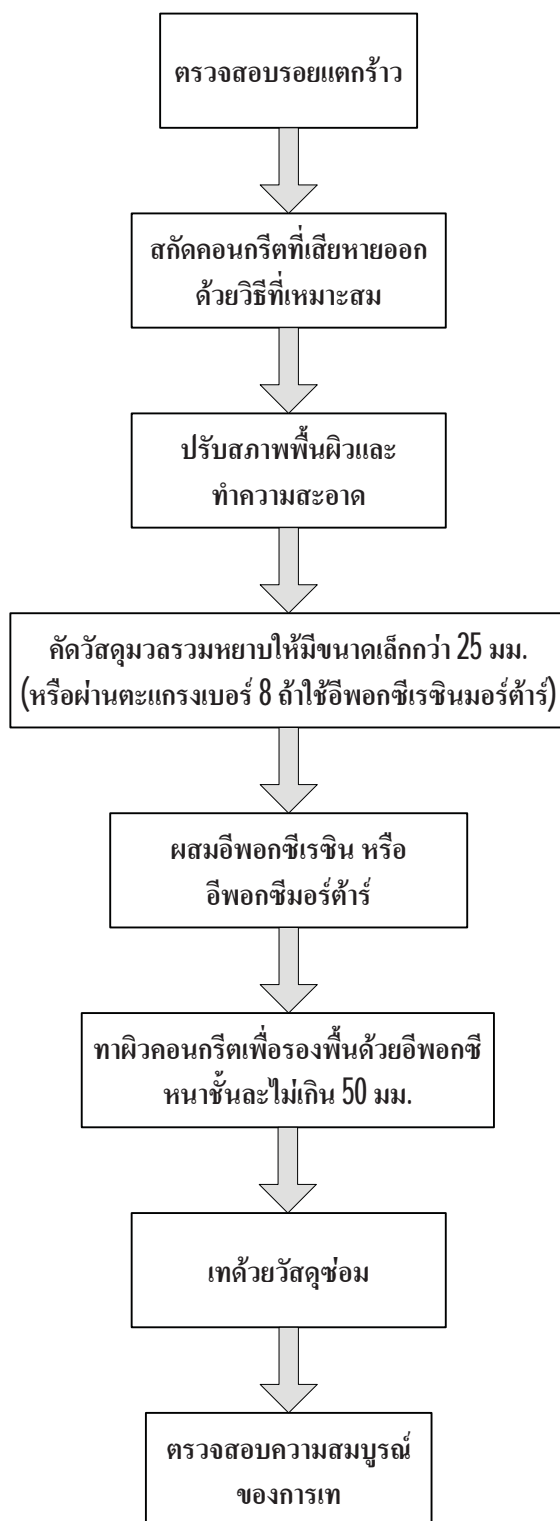 ตรวจสอบรอยแตกร้าว
สกัดคอนกรีตที่เสียหายออก
ด้วยวิธีที่เหมาะสม
ปรับสภาพพื้นผิวและ
ทำความสะอาด
คัดวัสดุมวลรวมหยาบให้มีขนาดเล็กกว่า 25 มม.
(หรือผ่านตะแกรงเบอร์ 8 ถ้าใช้อีพอกซีเรซินมอร์ต้าร์)
ผสมอีพอกซีเรซิน หรือ
อีพอกซีมอร์ต้าร์
ทาผิวคอนกรีตเพื่อรองพื้นด้วยอีพอกซี
หนาชั้นละไม่เกิน 50 มม.
เทด้วยวัสดุซ่อม
ตรวจสอบความสมบูรณ์
ของการเท